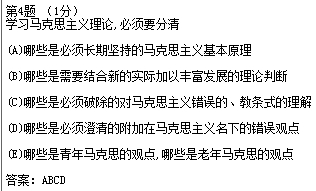 第4题 (1分)
学习马克思主义理论,必须要分清
(A)哪些是必须长期坚持的马克思主义基本原理
(B)哪些是需要结合新的实际加以丰富发展的理论判断
(C)哪些是必须破除的对马克思主义错误的、教条式的理解
(D)哪些是必须澄清的附加在马克思主义名下的错误观点
(E)哪些是青年马克思的观点,哪些是老年马克思的观点
答案: ABCD